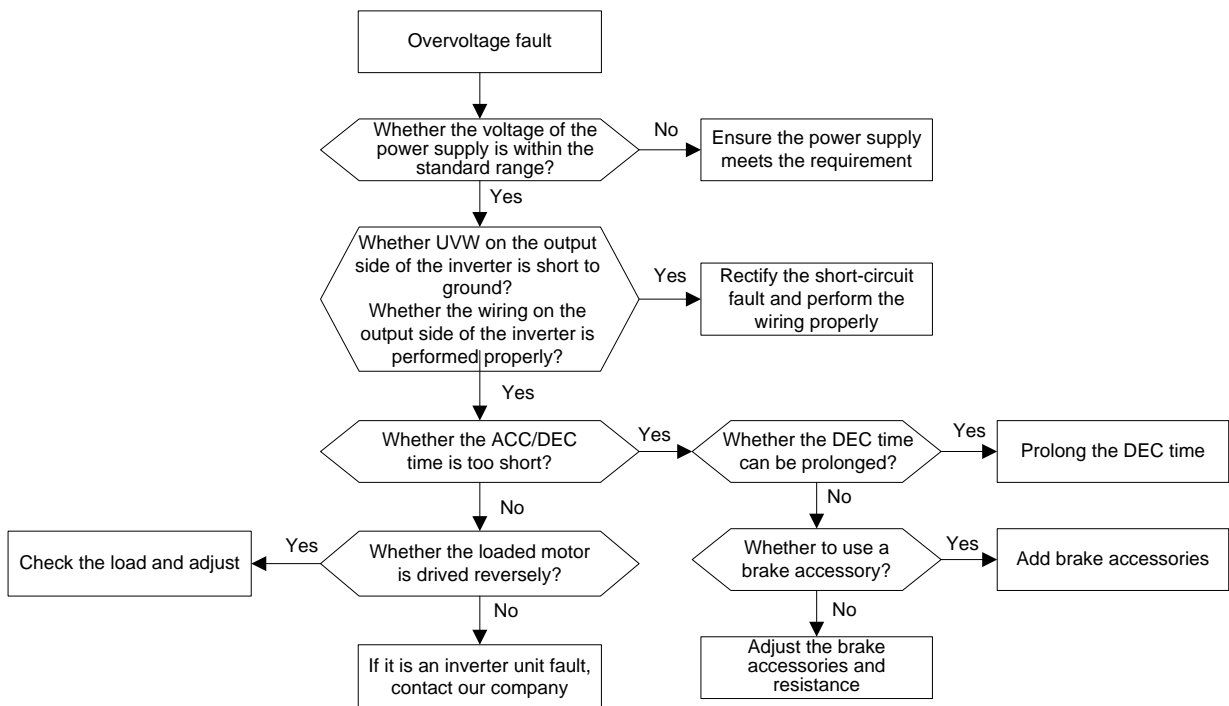 Overvoltage fault
Whether the voltage of the
power supply is within the
standard range?
No
Ensure the power supply
meets the requirement
Yes
Whether UVW on the output
side of the inverter is short to
ground?
Whether the wiring on the
output side of the inverter is
performed properly?
Yes
Rectify the short-circuit
fault and perform the
wiring properly
Yes
Whether the ACC/DEC
time is too short?
Yes
Whether the DEC time
can be prolonged?
Yes
Prolong the DEC time
No
No
Check the load and adjust
Yes
Whether the loaded motor
is drived reversely?
Whether to use a
brake accessory?
Yes
Add brake accessories
No
No
If it is an inverter unit fault,
contact our company
Adjust the brake
accessories and
resistance